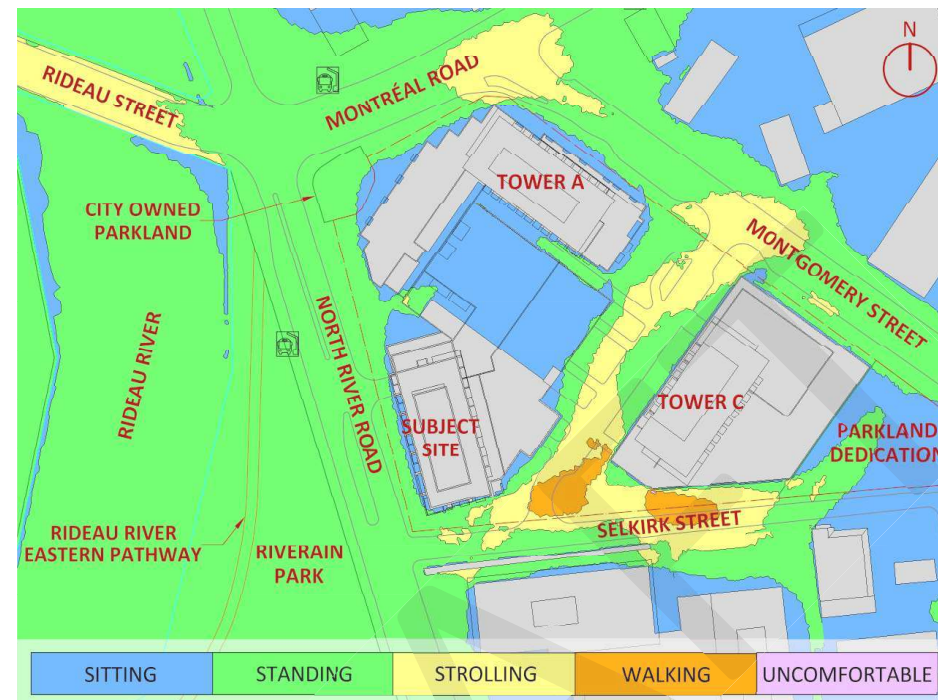 N
RIDEAU STREET
MONTRÉAL ROAD
TOWER A
CITY OWNED
PARKLAND
MONTGOMERY STREET
NORTH RIVER ROAD
RIDEAU RIVER
SUBJECT
SITE
TOWER C
PARKLAND
DEDICATION
SELKIRK STREET
RIDEAU RIVER
EASTERN PATHWAY
RIVERAIN
PARK
SITTING
STANDING
STROLLING
WALKING
UNCOMFORTABLE